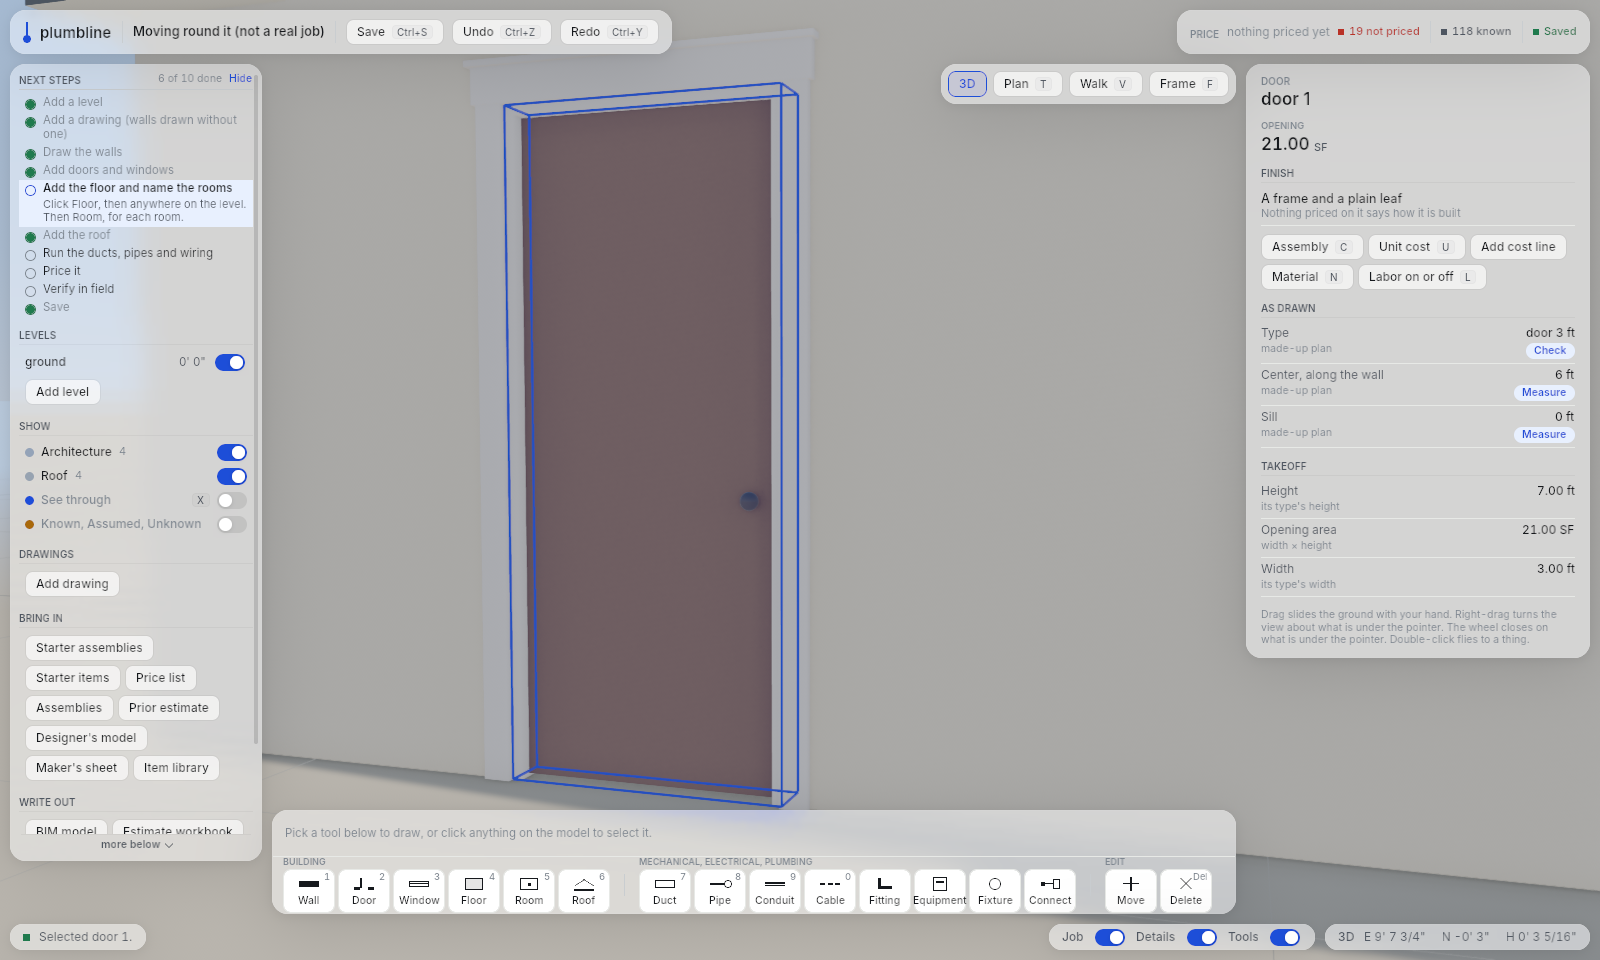 plumbline
Moving round it (not a real job)
Save Ctrl+S
Undo Ctrl+Z
Redo Ctrl+Y
PRICE nothing priced yet 19 not priced 118 known Saved
NEXT STEPS 6 of 10 done Hide
Add a level
Add a drawing (walls drawn without
one)
Draw the walls
Add doors and windows
Add the floor and name the rooms
Click Floor, then anywhere on the level.
Then Room, for each room.
Add the roof
Run the ducts, pipes and wiring
Price it
Verify in field
Save
LEVELS
ground 0' 0"
Add level
SHOW
Architecture 4
Roof 4
See through X
Known, Assumed, Unknown
DRAWINGS
Add drawing
BRING IN
Starter assemblies
Starter items Price list
Assemblies Prior estimate
Designer's model
Maker's sheet Item library
WRITE OUT
BIM model Estimate workbook
more below
3D Plan T Walk V Frame F
DOOR
door 1
OPENING
21.00 SF
FINISH
A frame and a plain leaf
Nothing priced on it says how it is built
Assembly C Unit cost U Add cost line
Material N Labor on or off L
AS DRAWN
Type door 3 ft
made-up plan Check
Center, along the wall 6 ft
made-up plan Measure
Sill 0 ft
made-up plan Measure
TAKEOFF
Height 7.00 ft
its type's height
Opening area 21.00 SF
width × height
Width 3.00 ft
its type's width
Drag slides the ground with your hand. Right-drag turns the
view about what is under the pointer. The wheel closes on
what is under the pointer. Double-click flies to a thing.
Pick a tool below to draw, or click anything on the model to select it.
BUILDING MECHANICAL, ELECTRICAL, PLUMBING EDIT
1 2 3 4 5 6 7 8 9 0 Del
Wall Door Window Floor Room Roof Duct Pipe Conduit Cable Fitting Equipment Fixture Connect Move Delete
Selected door 1.
Job Details Tools
3D E 9' 7 3/4" N -0' 3" H 0' 3 5/16"